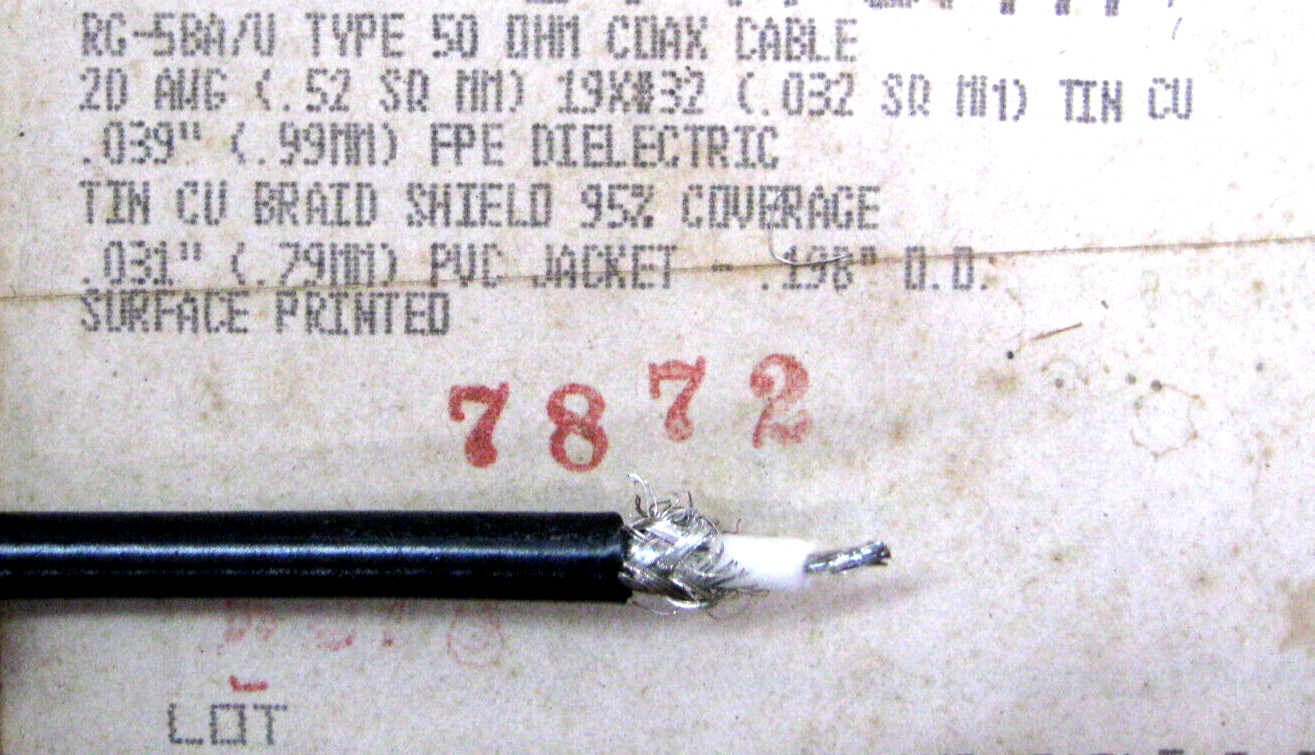 RG-58A/U TYPE 50 OHM COAX CABLE
20 AWG (.52 SQ MM) 19X#32 (.032 SQ MM) TIN CU
.039" (.99MM) FPE DIELECTRIC
TIN CU BRAID SHIELD 95% COVERAGE
.031" (.79MM) PVC JACKET - .198" O.D.
SURFACE PRINTED
7872
LOT